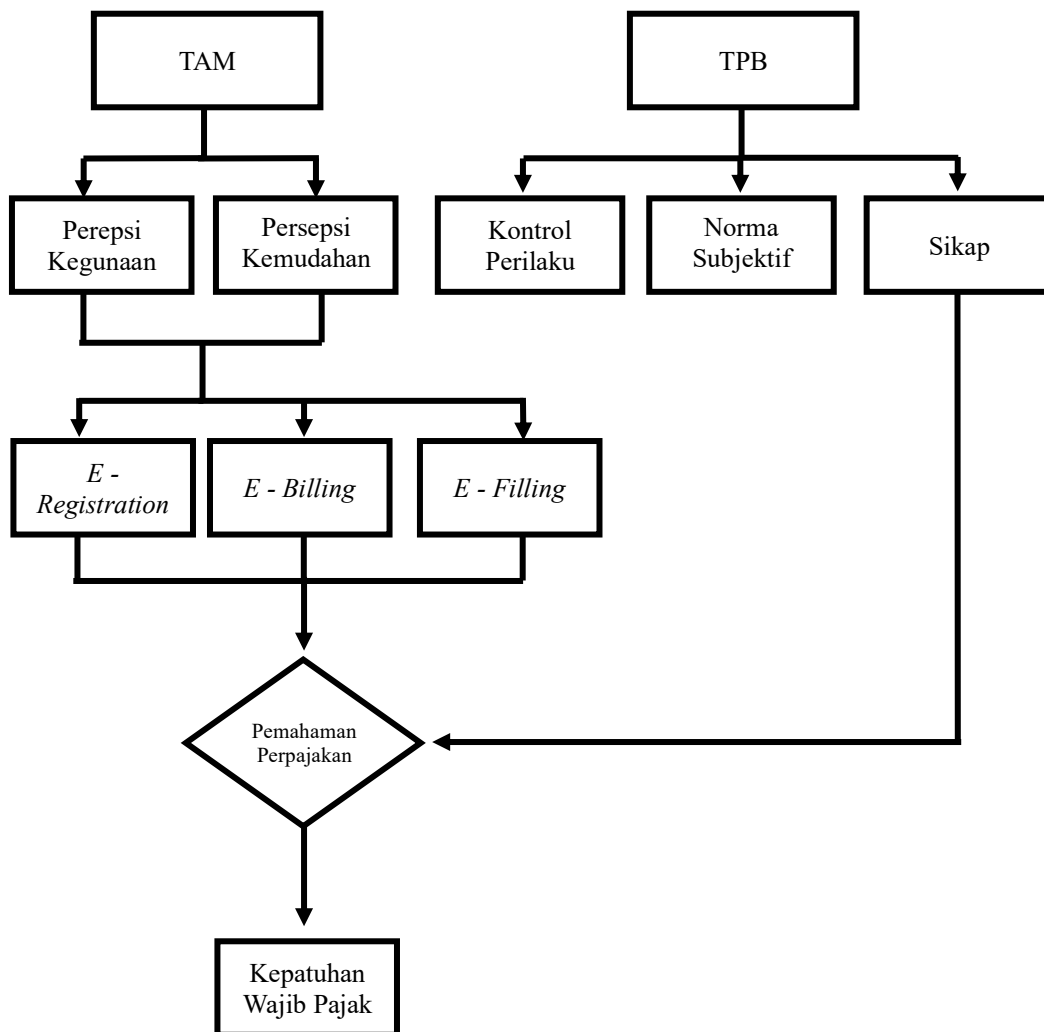 TAM
TPB
Perepsi
Kegunaan
Persepsi
Kemudahan
Kontrol
Perilaku
Norma
Subjektif
Sikap
E -
Registration
E - Billing
E - Filling
Pemahaman
Perpajakan
Kepatuhan
Wajib Pajak